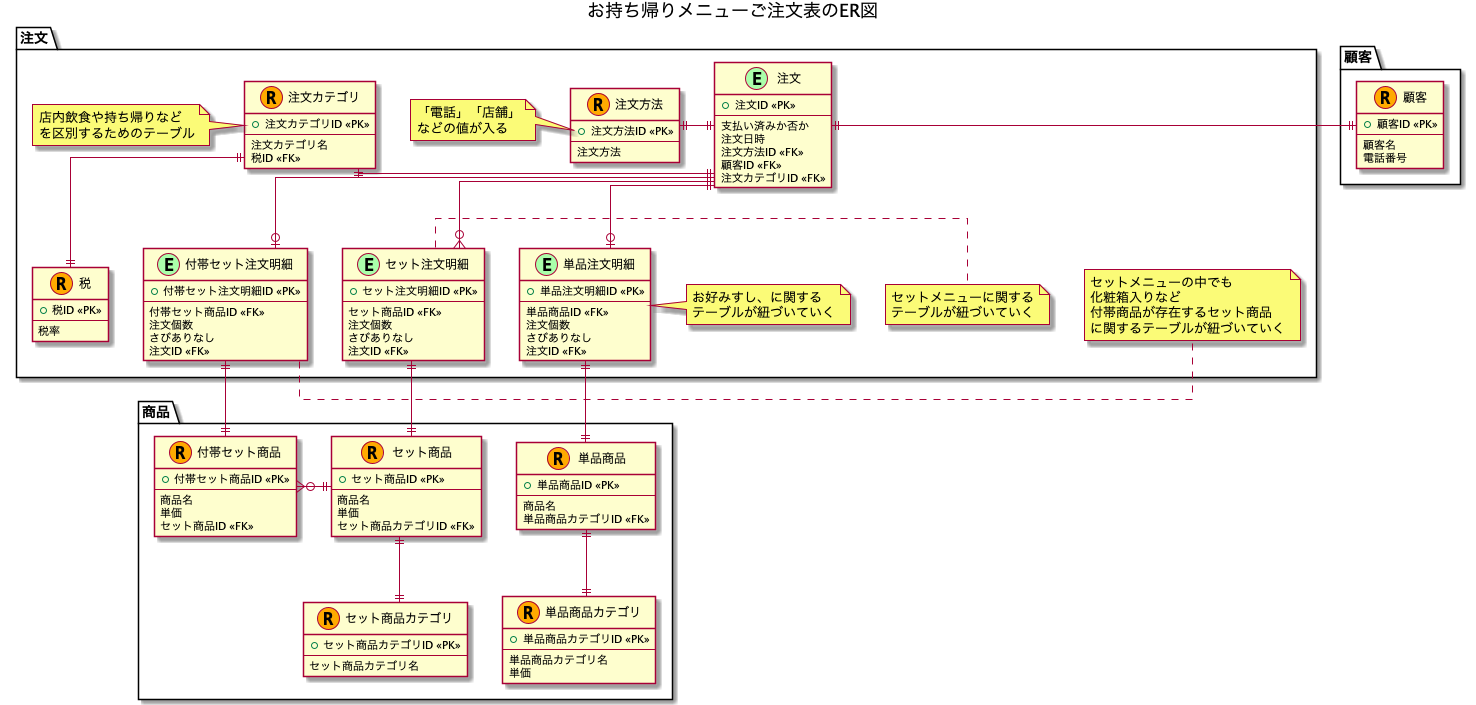 お持ち帰りメニューご注文表のER図
注文
店内飲食や持ち帰りなど
を区別するためのテーブル
R 注文カテゴリ
注文カテゴリID «PK»
注文カテゴリ名
税ID «FK»
「電話」「店舗」
などの値が入る
R 注文方法
注文方法ID «PK»
注文方法
E 注文
注文ID «PK»
支払い済みか否か
注文日時
注文方法ID «FK»
顧客ID «FK»
注文カテゴリID «FK»
顧客
R 顧客
顧客ID «PK»
顧客名
電話番号
R 税
税ID «PK»
税率
E 付帯セット注文明細
付帯セット注文明細ID «PK»
付帯セット商品ID «FK»
注文個数
さびありなし
注文ID «FK»
E セット注文明細
セット注文明細ID «PK»
セット商品ID «FK»
注文個数
さびありなし
注文ID «FK»
E 単品注文明細
単品注文明細ID «PK»
単品商品ID «FK»
注文個数
さびありなし
注文ID «FK»
お好みすし、に関する
テーブルが紐づいていく
セットメニューに関する
テーブルが紐づいていく
セットメニューの中でも
化粧箱入りなど
付帯商品が存在するセット商品
に関するテーブルが紐づいていく
商品
R 付帯セット商品
付帯セット商品ID «PK»
商品名
単価
セット商品ID «FK»
R セット商品
セット商品ID «PK»
商品名
単価
セット商品カテゴリID «FK»
R 単品商品
単品商品ID «PK»
商品名
単品商品カテゴリID «FK»
R セット商品カテゴリ
セット商品カテゴリID «PK»
セット商品カテゴリ名
R 単品商品カテゴリ
単品商品カテゴリID «PK»
単品商品カテゴリ名
単価